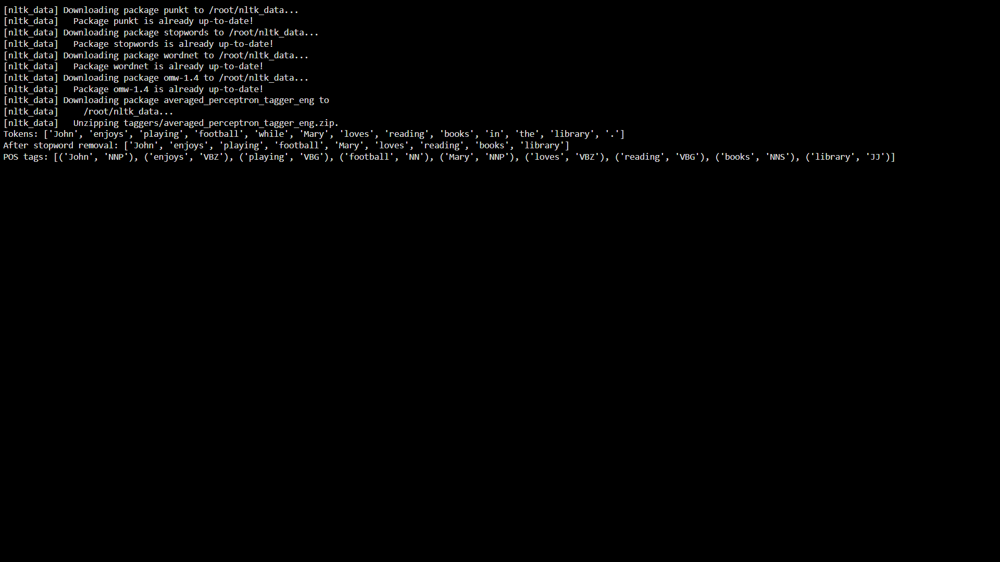 [nltk_data] Downloading package punkt to /root/nltk_data...
[nltk_data]   Package punkt is already up-to-date!
[nltk_data] Downloading package stopwords to /root/nltk_data...
[nltk_data]   Package stopwords is already up-to-date!
[nltk_data] Downloading package wordnet to /root/nltk_data...
[nltk_data]   Package wordnet is already up-to-date!
[nltk_data] Downloading package omw-1.4 to /root/nltk_data...
[nltk_data]   Package omw-1.4 is already up-to-date!
[nltk_data] Downloading package averaged_perceptron_tagger_eng to
[nltk_data]     /root/nltk_data...
[nltk_data]   Unzipping taggers/averaged_perceptron_tagger_eng.zip.
Tokens: ['John', 'enjoys', 'playing', 'football', 'while', 'Mary', 'loves', 'reading', 'books', 'in', 'the', 'library', '.']
After stopword removal: ['John', 'enjoys', 'playing', 'football', 'Mary', 'loves', 'reading', 'books', 'library']
POS tags: [('John', 'NNP'), ('enjoys', 'VBZ'), ('playing', 'VBG'), ('football', 'NN'), ('Mary', 'NNP'), ('loves', 'VBZ'), ('reading', 'VBG'), ('books', 'NNS'), ('library', 'JJ')]